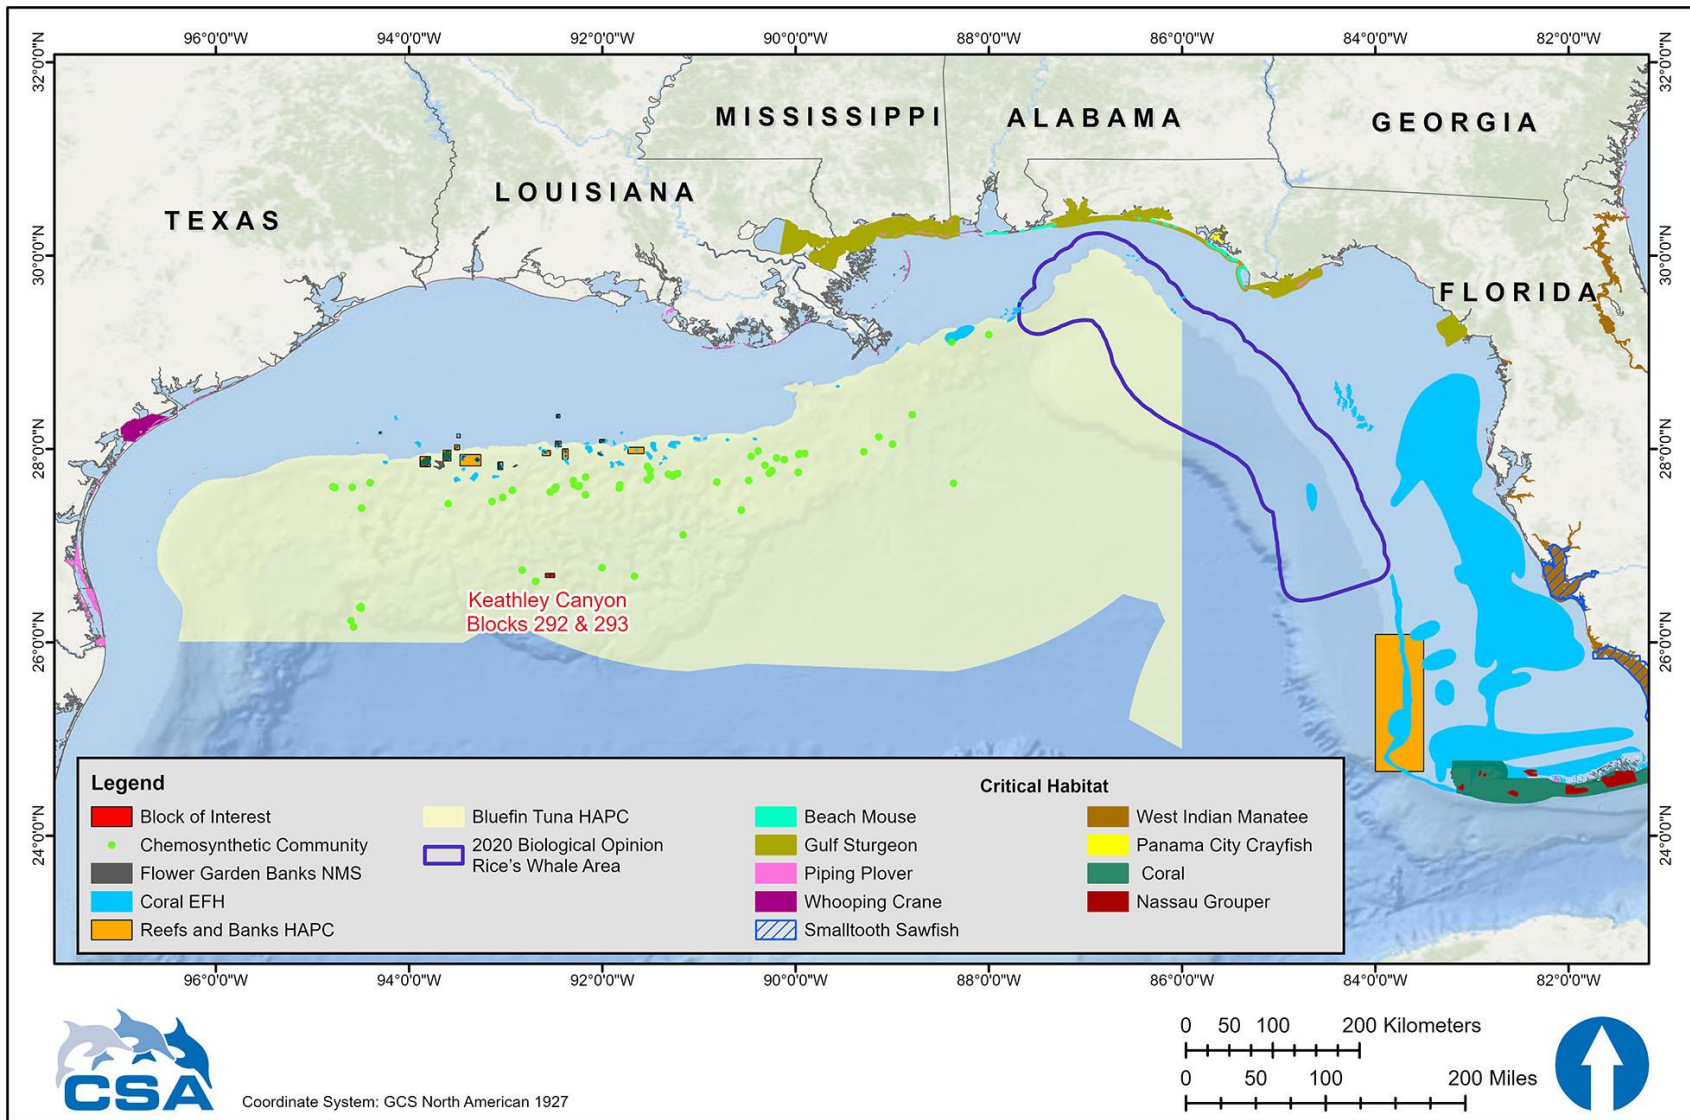 96°0'0"W 94°0'0"W 92°0'0"W 90°0'0"W 88°0'0"W 86°0'0"W 84°0'0"W 82°0'0"W
32°0'0"N
32°0'0"N
30°0'0"N
30°0'0"N
28°0'0"N
28°0'0"N
26°0'0"N
26°0'0"N
24°0'0"N
24°0'0"N
TEXAS
LOUISIANA
MISSISSIPPI
ALABAMA
GEORGIA
FLORIDA
Keathley Canyon
Blocks 292 & 293
Legend
Block of Interest
Chemosynthetic Community
Flower Garden Banks NMS
Coral EFH
Reefs and Banks HAPC
Bluefin Tuna HAPC
2020 Biological Opinion
Rice's Whale Area
Critical Habitat
Beach Mouse
Gulf Sturgeon
Piping Plover
Whooping Crane
Smalltooth Sawfish
West Indian Manatee
Panama City Crayfish
Coral
Nassau Grouper
96°0'0"W 94°0'0"W 92°0'0"W 90°0'0"W 88°0'0"W 86°0'0"W 84°0'0"W 82°0'0"W
CSA
Coordinate System: GCS North American 1927
0 50 100 200 Kilometers
0 50 100 200 Miles